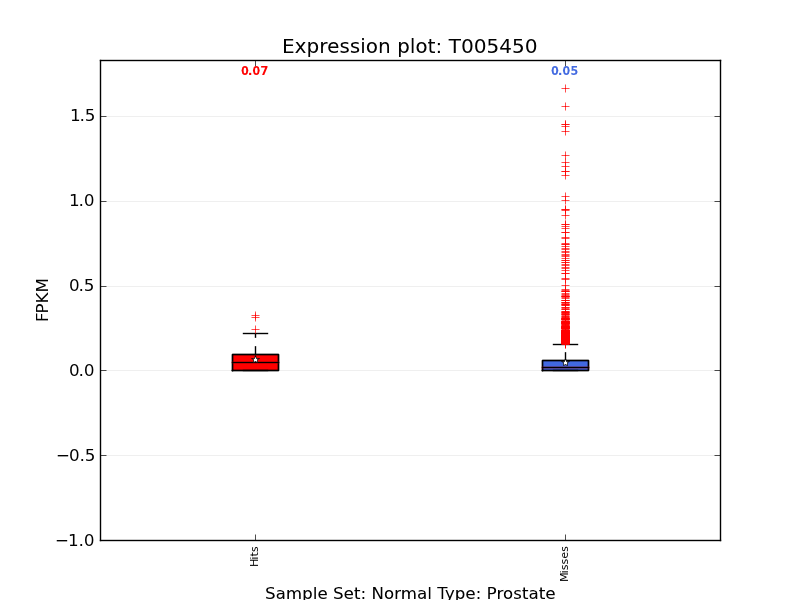 Expression plot: T005450
0.07
0.05
1.5
1.0
0.5
0.0
−0.5
−1.0
FPKM
Hits
Misses
Sample Set: Normal Type: Prostate